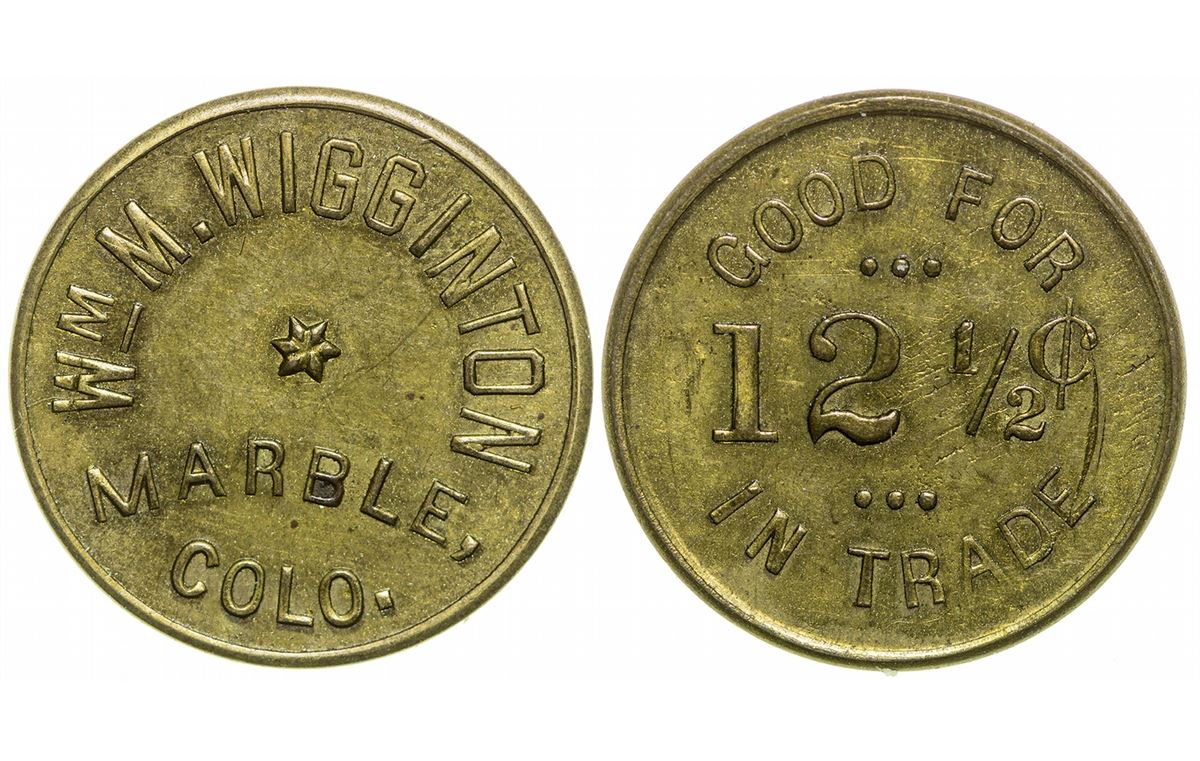 Wᴹ M. WIGGINTON
MARBLE,
COLO.
GOOD FOR
12 1/2¢
IN TRADE